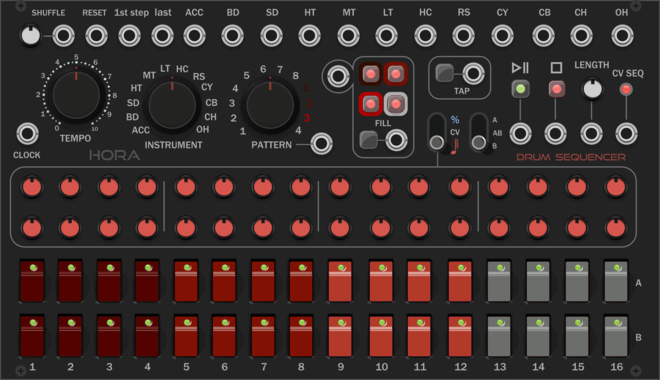 SHUFFLE RESET 1st step last ACC BD SD HT MT LT HC RS CY CB CH OH
0 1 2 3 4 5 6 7 8 9 10
TEMPO
CLOCK
ACC BD SD HT MT LT HC RS CY CB CH OH
INSTRUMENT
1 2 3 4 5 6 7 8 1 2 3 4
PATTERN
FILL
TAP
% CV
A AB B
LENGTH
CV SEQ
HORA
DRUM SEQUENCER
A
B
1 2 3 4 5 6 7 8 9 10 11 12 13 14 15 16